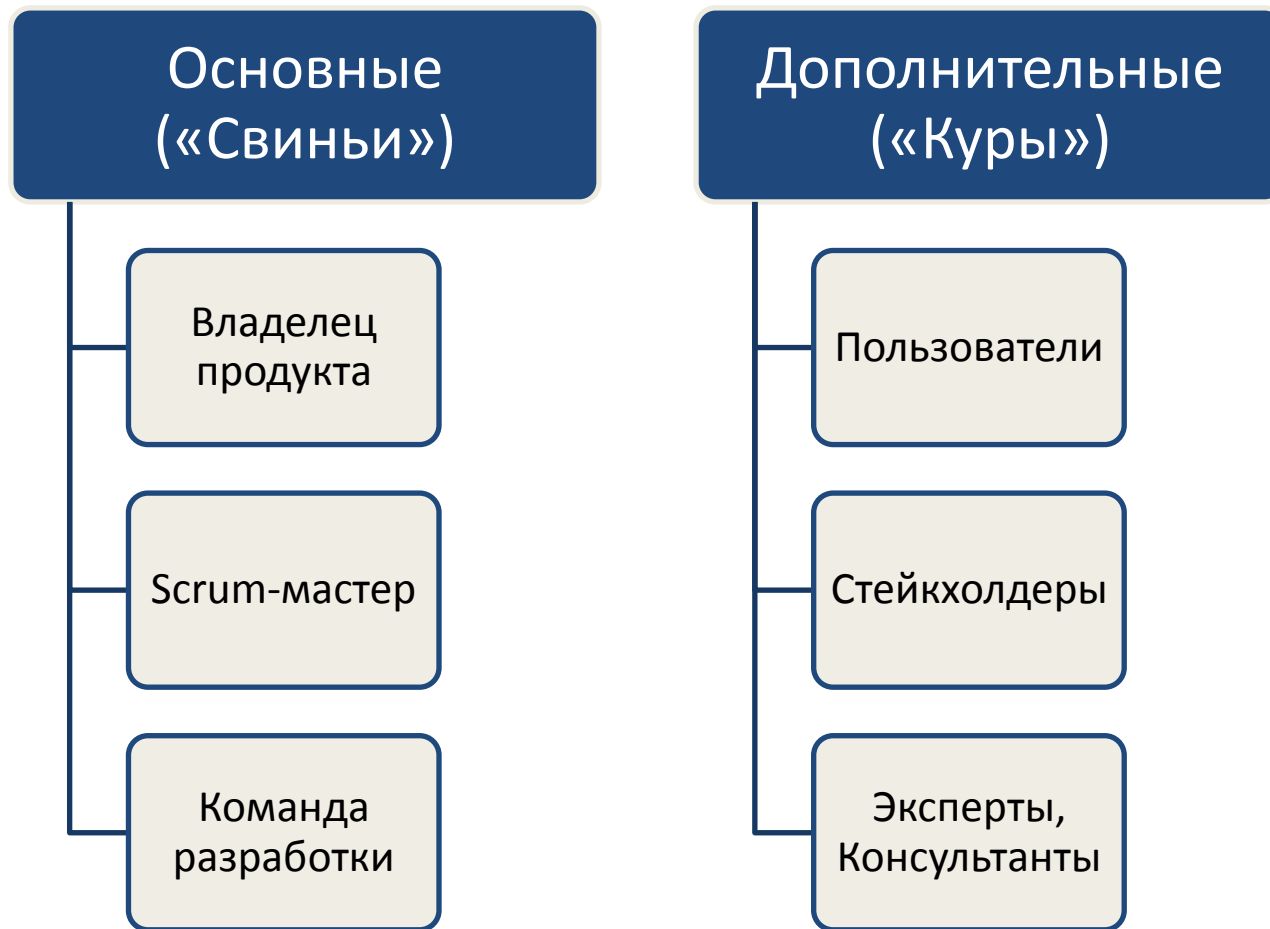 Основные
(«Свиньи»)
Владелец
продукта
Scrum-мастер
Команда
разработки
Дополнительные
(«Куры»)
Пользователи
Стейкхолдеры
Эксперты,
Консультанты